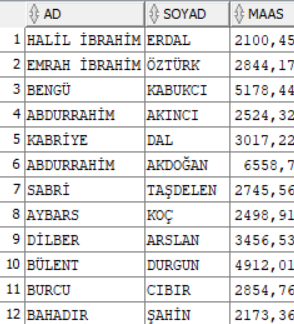 AD SOYAD MAAS
1 HALİL İBRAHİM ERDAL 2100,45
2 EMRAH İBRAHİM ÖZTÜRK 2844,17
3 BENGÜ KABUKCI 5178,44
4 ABDURRAHİM AKINCI 2524,32
5 KABRİYE DAL 3017,22
6 ABDURRAHİM AKDOĞAN 6558,7
7 SABRİ TAŞDELEN 2745,56
8 AYBARS KOÇ 2498,91
9 DİLBER ARSLAN 3456,53
10 BÜLENT DURGUN 4912,01
11 BURCU CIBIR 2854,76
12 BAHADIR ŞAHİN 2173,36